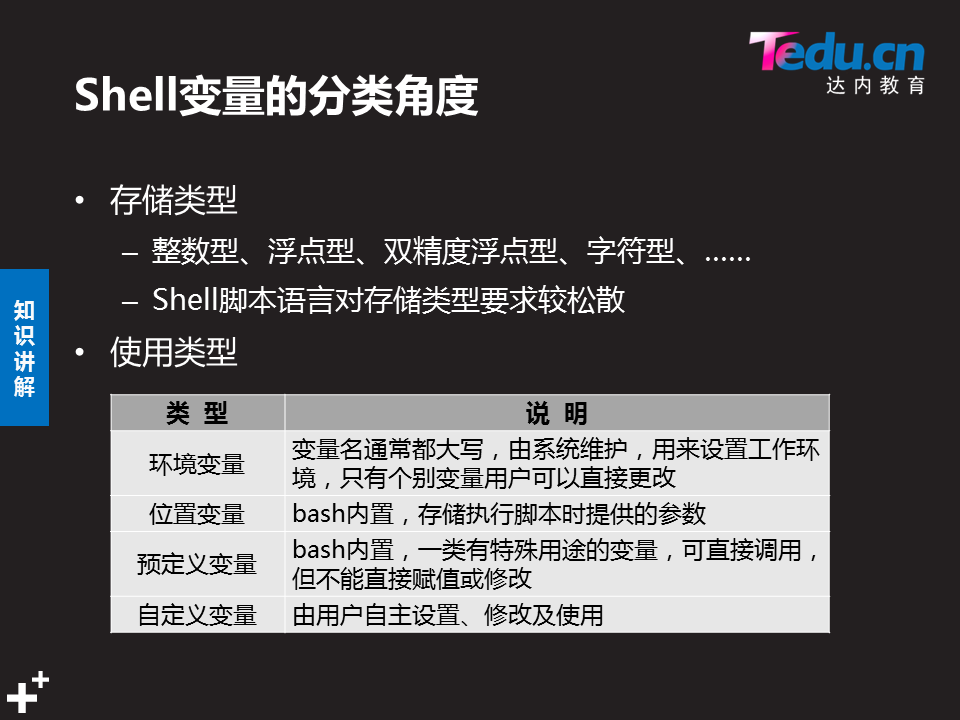 Tedu.cn
达内教育
Shell变量的分类角度
• 存储类型
– 整数型、浮点型、双精度浮点型、字符型、……
– Shell脚本语言对存储类型要求较松散
• 使用类型
知
识
讲
解
类 型 说 明
环境变量 变量名通常都大写，由系统维护，用来设置工作环
境，只有个别变量用户可以直接更改
位置变量 bash内置，存储执行脚本时提供的参数
预定义变量 bash内置，一类有特殊用途的变量，可直接调用，
但不能直接赋值或修改
自定义变量 由用户自主设置、修改及使用